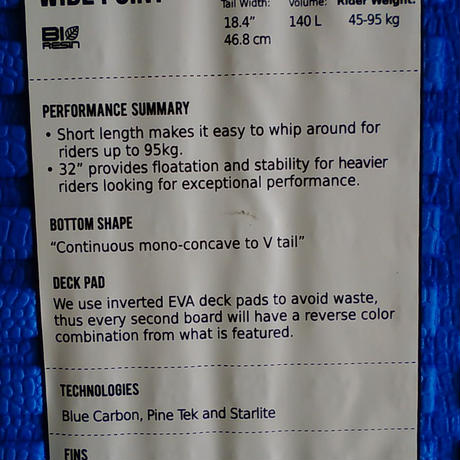 WIDE POINT
Tail Width: Volume: Rider Weight:
18.4" 140 L 45-95 kg
46.8 cm
BIO
RESIN
PERFORMANCE SUMMARY
• Short length makes it easy to whip around for
riders up to 95kg.
• 32" provides floatation and stability for heavier
riders looking for exceptional performance.
BOTTOM SHAPE
"Continuous mono-concave to V tail"
DECK PAD
We use inverted EVA deck pads to avoid waste,
thus every second board will have a reverse color
combination from what is featured.
TECHNOLOGIES
Blue Carbon, Pine Tek and Starlite
FINS